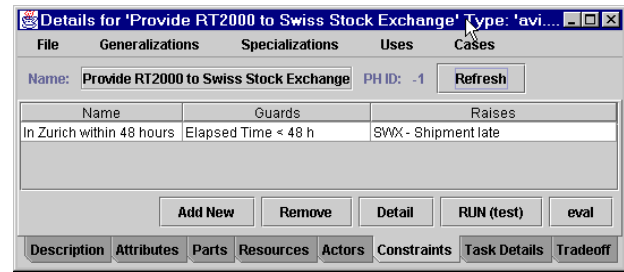 Details for 'Provide RT2000 to Swiss Stock Exchange' Type: 'avi....
File Generalizations Specializations Uses Cases
Name: Provide RT2000 to Swiss Stock Exchange PH ID: -1 Refresh
Name Guards Raises
In Zurich within 48 hours Elapsed Time < 48 h SWX - Shipment late
Add New Remove Detail RUN (test) eval
Description Attributes Parts Resources Actors Constraints Task Details Tradeoff